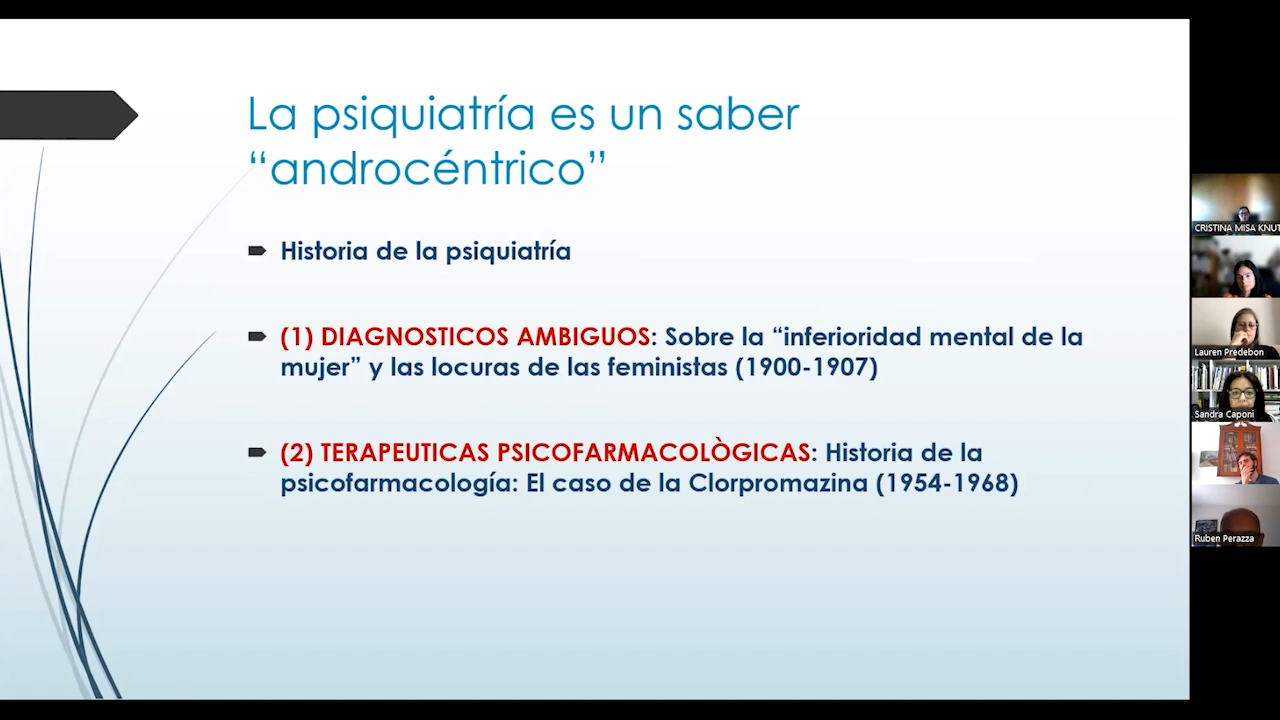 La psiquiatría es un saber
“androcéntrico”
Historia de la psiquiatría
(1) DIAGNOSTICOS AMBIGUOS: Sobre la “inferioridad mental de la
mujer” y las locuras de las feministas (1900-1907)
(2) TERAPEUTICAS PSICOFARMACOLÒGICAS: Historia de la
psicofarmacología: El caso de la Clorpromazina (1954-1968)
CRISTINA MISA KNUT
Lauren Predebon
Sandra Caponi
Ruben Perazza